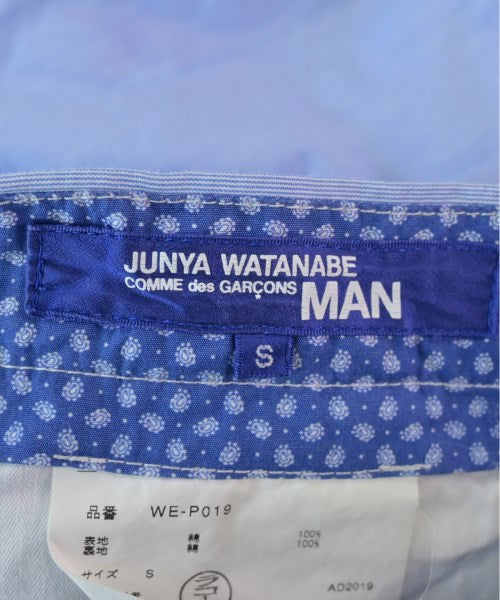 JUNYA WATANABE
COMME des GARÇONS MAN
S
品番 WE-P019
表地 綿 100%
裏地 綿 100%
サイズ S
AD2019